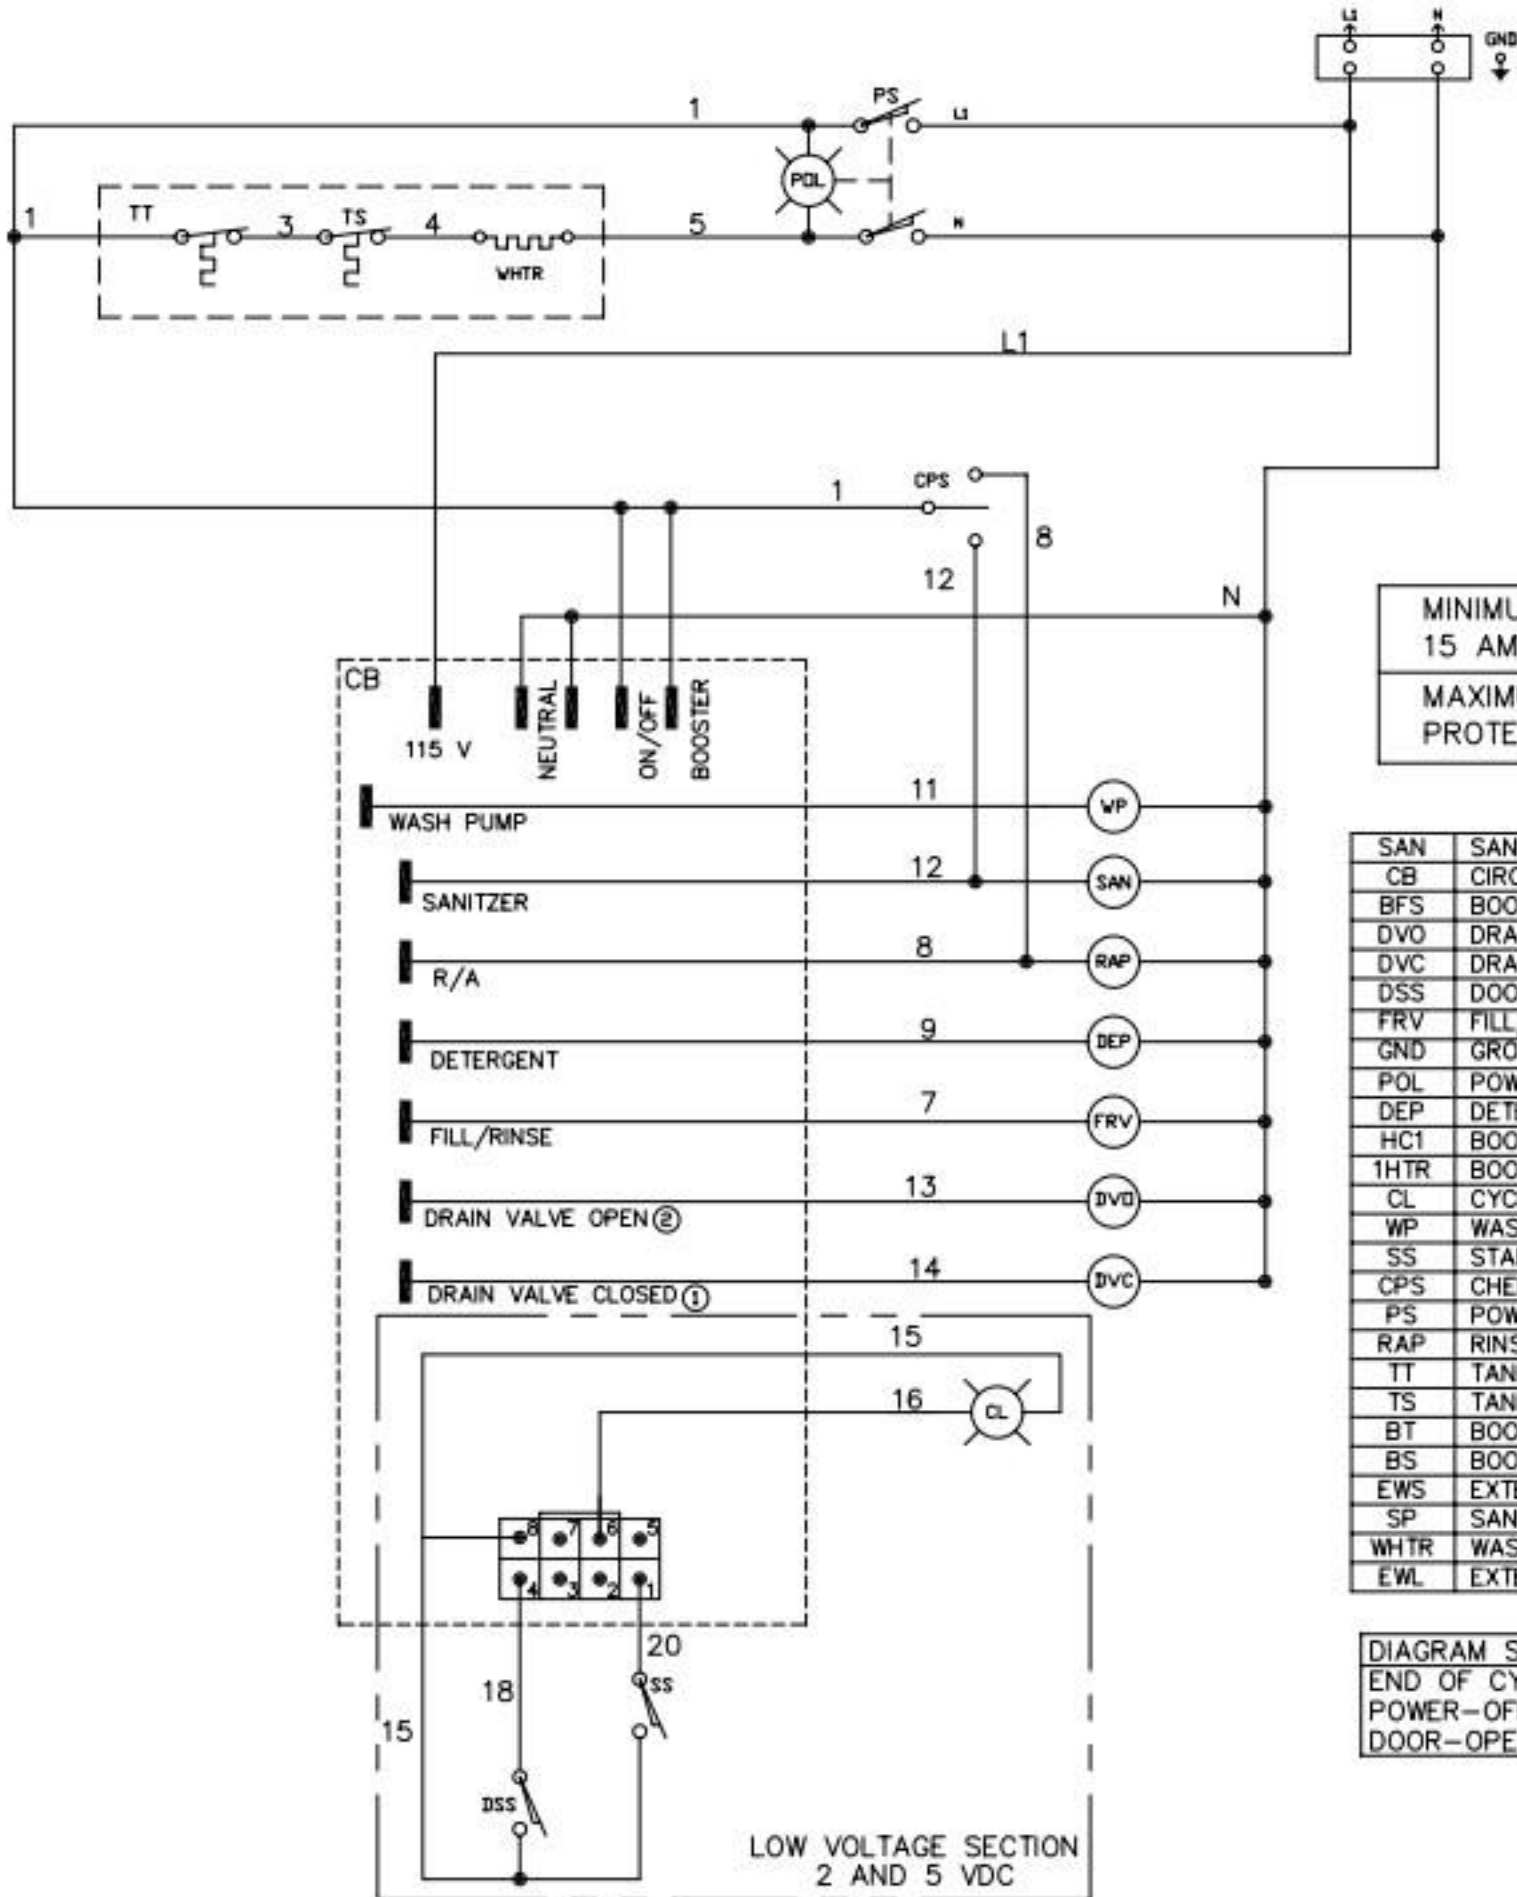 L1 N
GND
1
PS
L1
POL
1
TT
3
TS
4
WHTR
5
N
L1
1
CPS
8
12
N
CB
115 V
NEUTRAL
ON/OFF
BOOSTER
MINIMU
15 AM
MAXIM
PROTE
WASH PUMP
11
WP
SANITZER
12
SAN
R/A
8
RAP
DETERGENT
9
DEP
FILL/RINSE
7
FRV
DRAIN VALVE OPEN ②
13
DVO
DRAIN VALVE CLOSED ①
14
DVC
15
16
CL
8 7 6 5
4 3 2 1
20
SS
18
15
DSS
LOW VOLTAGE SECTION
2 AND 5 VDC
SAN SAN
CB CIRC
BFS BOO
DVO DRA
DVC DRA
DSS DOO
FRV FILL
GND GRO
POL POW
DEP DETE
HC1 BOO
1HTR BOO
CL CYC
WP WAS
SS STA
CPS CHE
PS POW
RAP RINS
TT TAN
TS TAN
BT BOO
BS BOO
EWS EXTE
SP SAN
WHTR WAS
EWL EXTE
DIAGRAM S
END OF CY
POWER-OF
DOOR-OPE